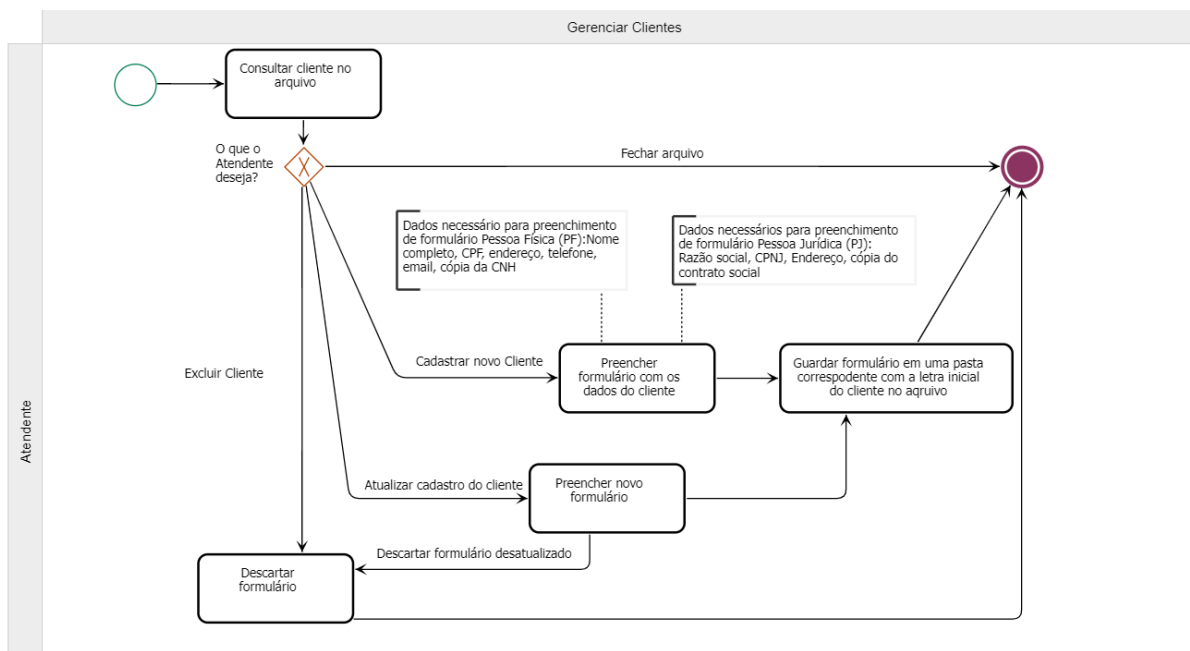 Gerenciar Clientes
Atendente
Consultar cliente no
arquivo
O que o
Atendente
deseja?
Fechar arquivo
Dados necessário para preenchimento
de formulário Pessoa Física (PF):Nome
completo, CPF, endereço, telefone,
email, cópia da CNH
Dados necessários para preenchimento
de formulário Pessoa Jurídica (PJ):
Razão social, CPNJ, Endereço, cópia do
contrato social
Excluir Cliente
Cadastrar novo Cliente
Preencher
formulário com os
dados do cliente
Guardar formulário em uma pasta
correspodente com a letra inicial
do cliente no aqruivo
Atualizar cadastro do cliente
Preencher novo
formulário
Descartar formulário desatualizado
Descartar
formulário